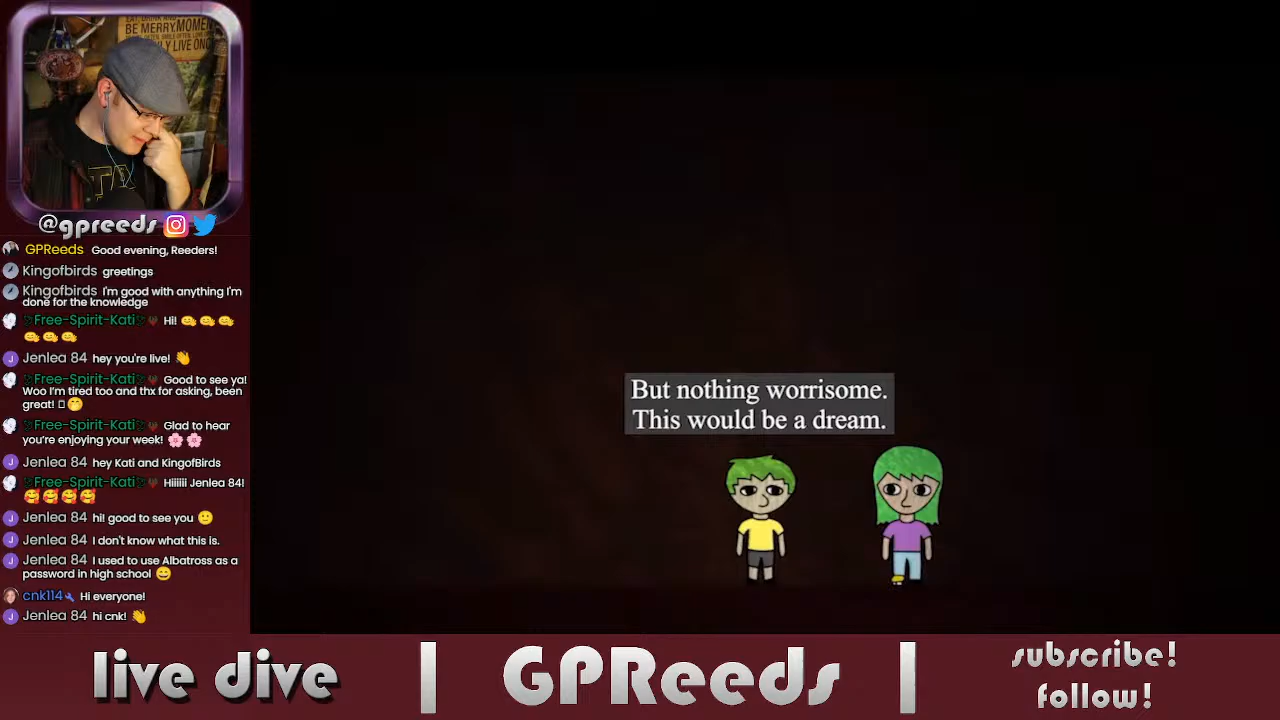 BE MERRY,
LY LIVE ONC
@gpreeds
GPReeds Good evening, Reeders!
Kingofbirds greetings
Kingofbirds I'm good with anything I'm
done for the knowledge
Free-Spirit-Kati Hi!
Jenlea 84 hey you're live!
Free-Spirit-Kati Good to see ya!
Woo I'm tired too and thx for asking, been
great!
Free-Spirit-Kati Glad to hear
you're enjoying your week!
Jenlea 84 hey Kati and KingofBirds
Free-Spirit-Kati Hiiiiii Jenlea 84!
Jenlea 84 hi! good to see you
Jenlea 84 I don't know what this is.
Jenlea 84 I used to use Albatross as a
password in high school
cnk114 Hi everyone!
Jenlea 84 hi cnk!
But nothing worrisome.
This would be a dream.
live dive | GPReeds | subscribe!
follow!